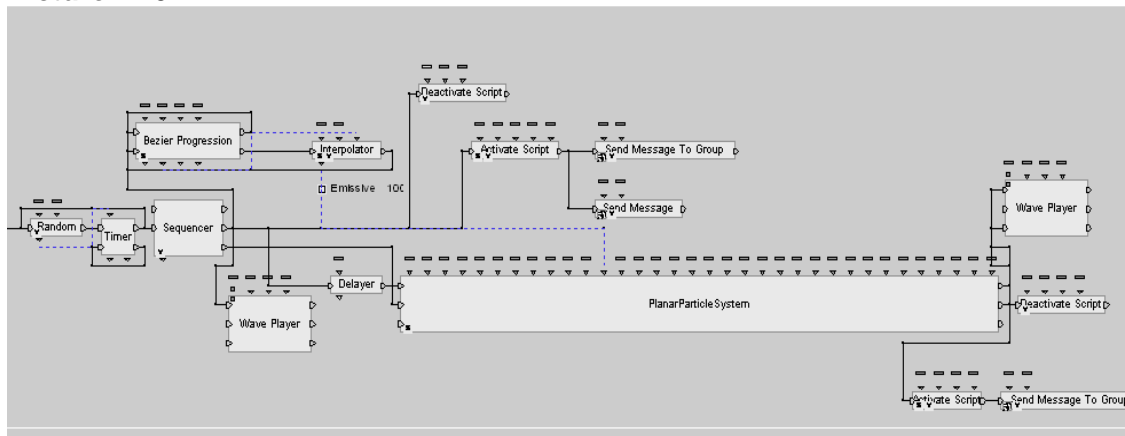 Deactivate Script
Bezier Progression
Interpolator
Activate Script
Send Message To Group
Emissive 100
Send Message
Wave Player
Random
Timer
Sequencer
Delayer
PlanarParticleSystem
Wave Player
Deactivate Script
Activate Script
Send Message To Group